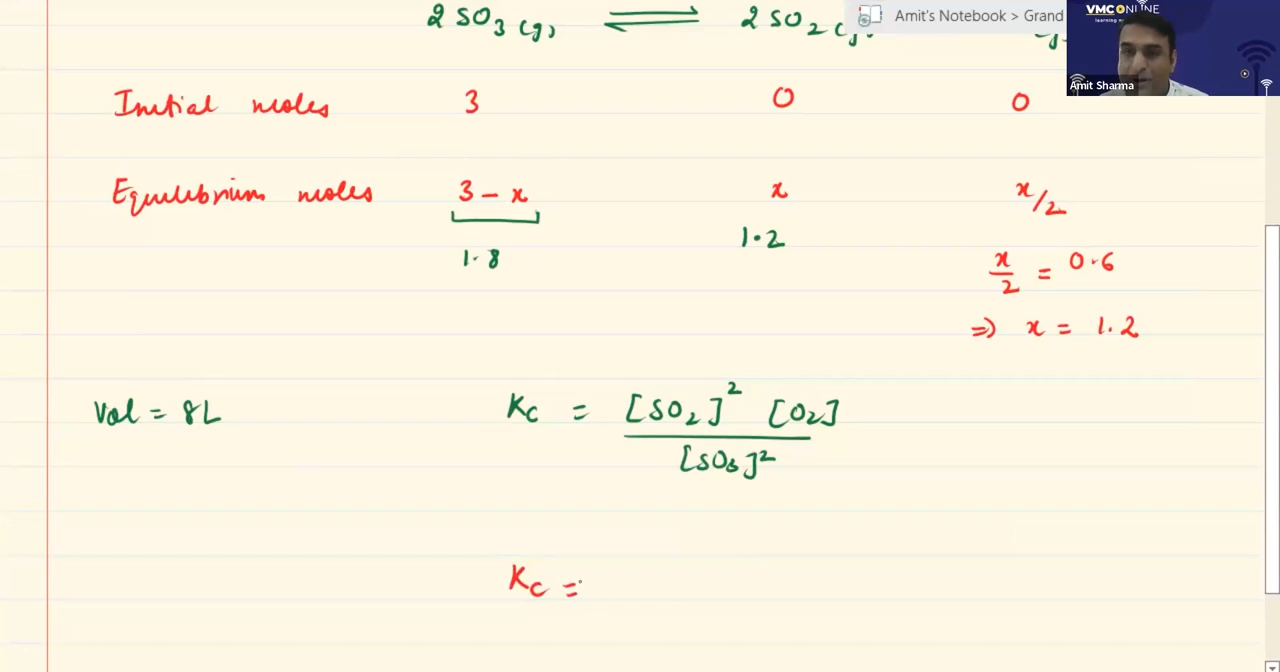 2 SO3 (g) ⇌ 2 SO2 (g)
Amit's Notebook > Grand
VMC ONLINE
Amit Sharma
Initial moles 3 0 0
Equilibrium moles 3 - x x x/2
1.8 1.2
x/2 = 0.6
=> x = 1.2
Vol = 8L Kc = [SO2]² [O2] / [SO3]²
Kc =